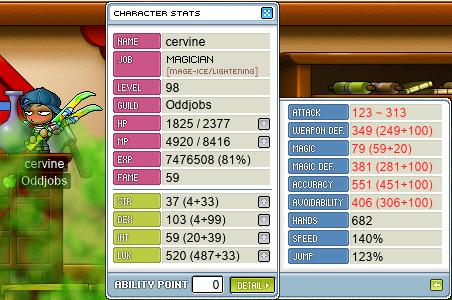 CHARACTER STATS
NAME cervine
JOB MAGICIAN
[MAGE-ICE/LIGHTENING]
LEVEL 98
GUILD Oddjobs
HP 1825 / 2377
MP 4920 / 8416
EXP. 7476508 (81%)
FAME 59
STR 37 (4+33)
DEX 103 (4+99)
INT 59 (20+39)
LUK 520 (487+33)
ABILITY POINT 0 DETAIL
ATTACK 123 ~ 313
WEAPON DEF. 349 (249+100)
MAGIC 79 (59+20)
MAGIC DEF. 381 (281+100)
ACCURACY 551 (451+100)
AVOIDABILITY 406 (306+100)
HANDS 682
SPEED 140%
JUMP 123%
cervine
Oddjobs